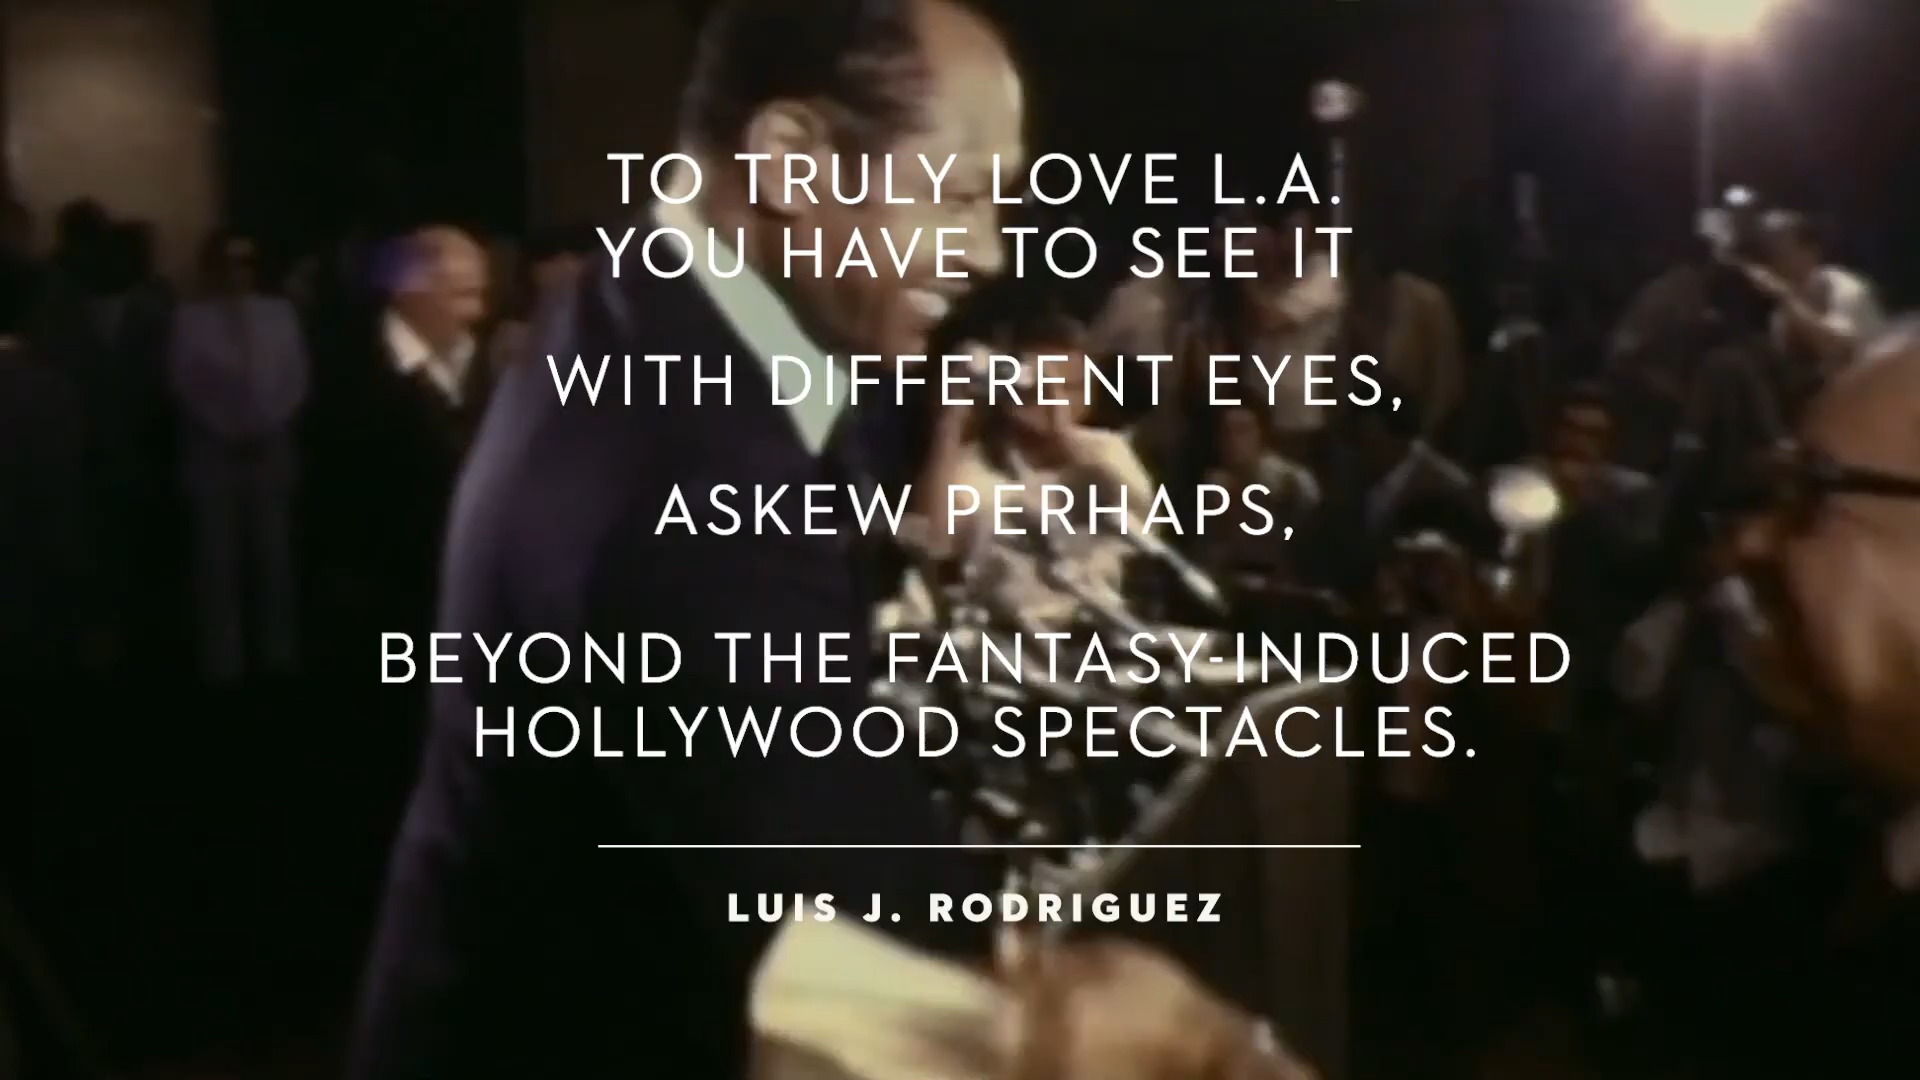 TO TRULY LOVE L.A.
YOU HAVE TO SEE IT
WITH DIFFERENT EYES,
ASKEW PERHAPS,
BEYOND THE FANTASY-INDUCED
HOLLYWOOD SPECTACLES.
LUIS J. RODRIGUEZ